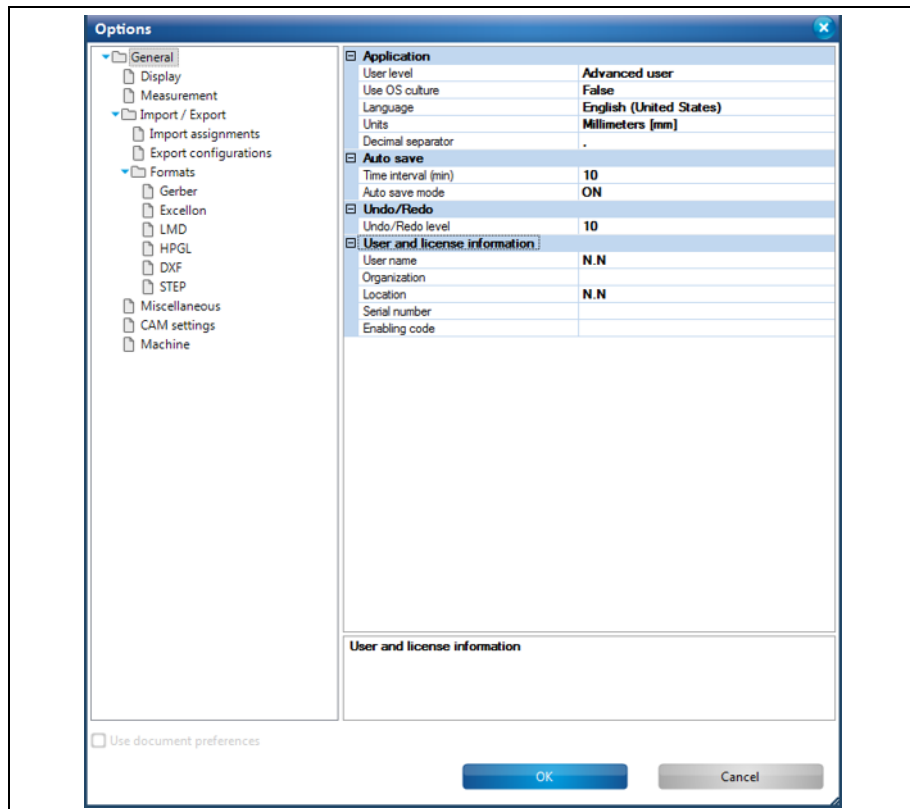 Options
General
Display
Measurement
Import / Export
Import assignments
Export configurations
Formats
Gerber
Excellon
LMD
HPGL
DXF
STEP
Miscellaneous
CAM settings
Machine
Application
User level Advanced user
Use OS culture False
Language English (United States)
Units Millimeters [mm]
Decimal separator .
Auto save
Time interval (min) 10
Auto save mode ON
Undo/Redo
Undo/Redo level 10
User and license information
User name N.N
Organization
Location N.N
Serial number
Enabling code
User and license information
Use document preferences
OK Cancel